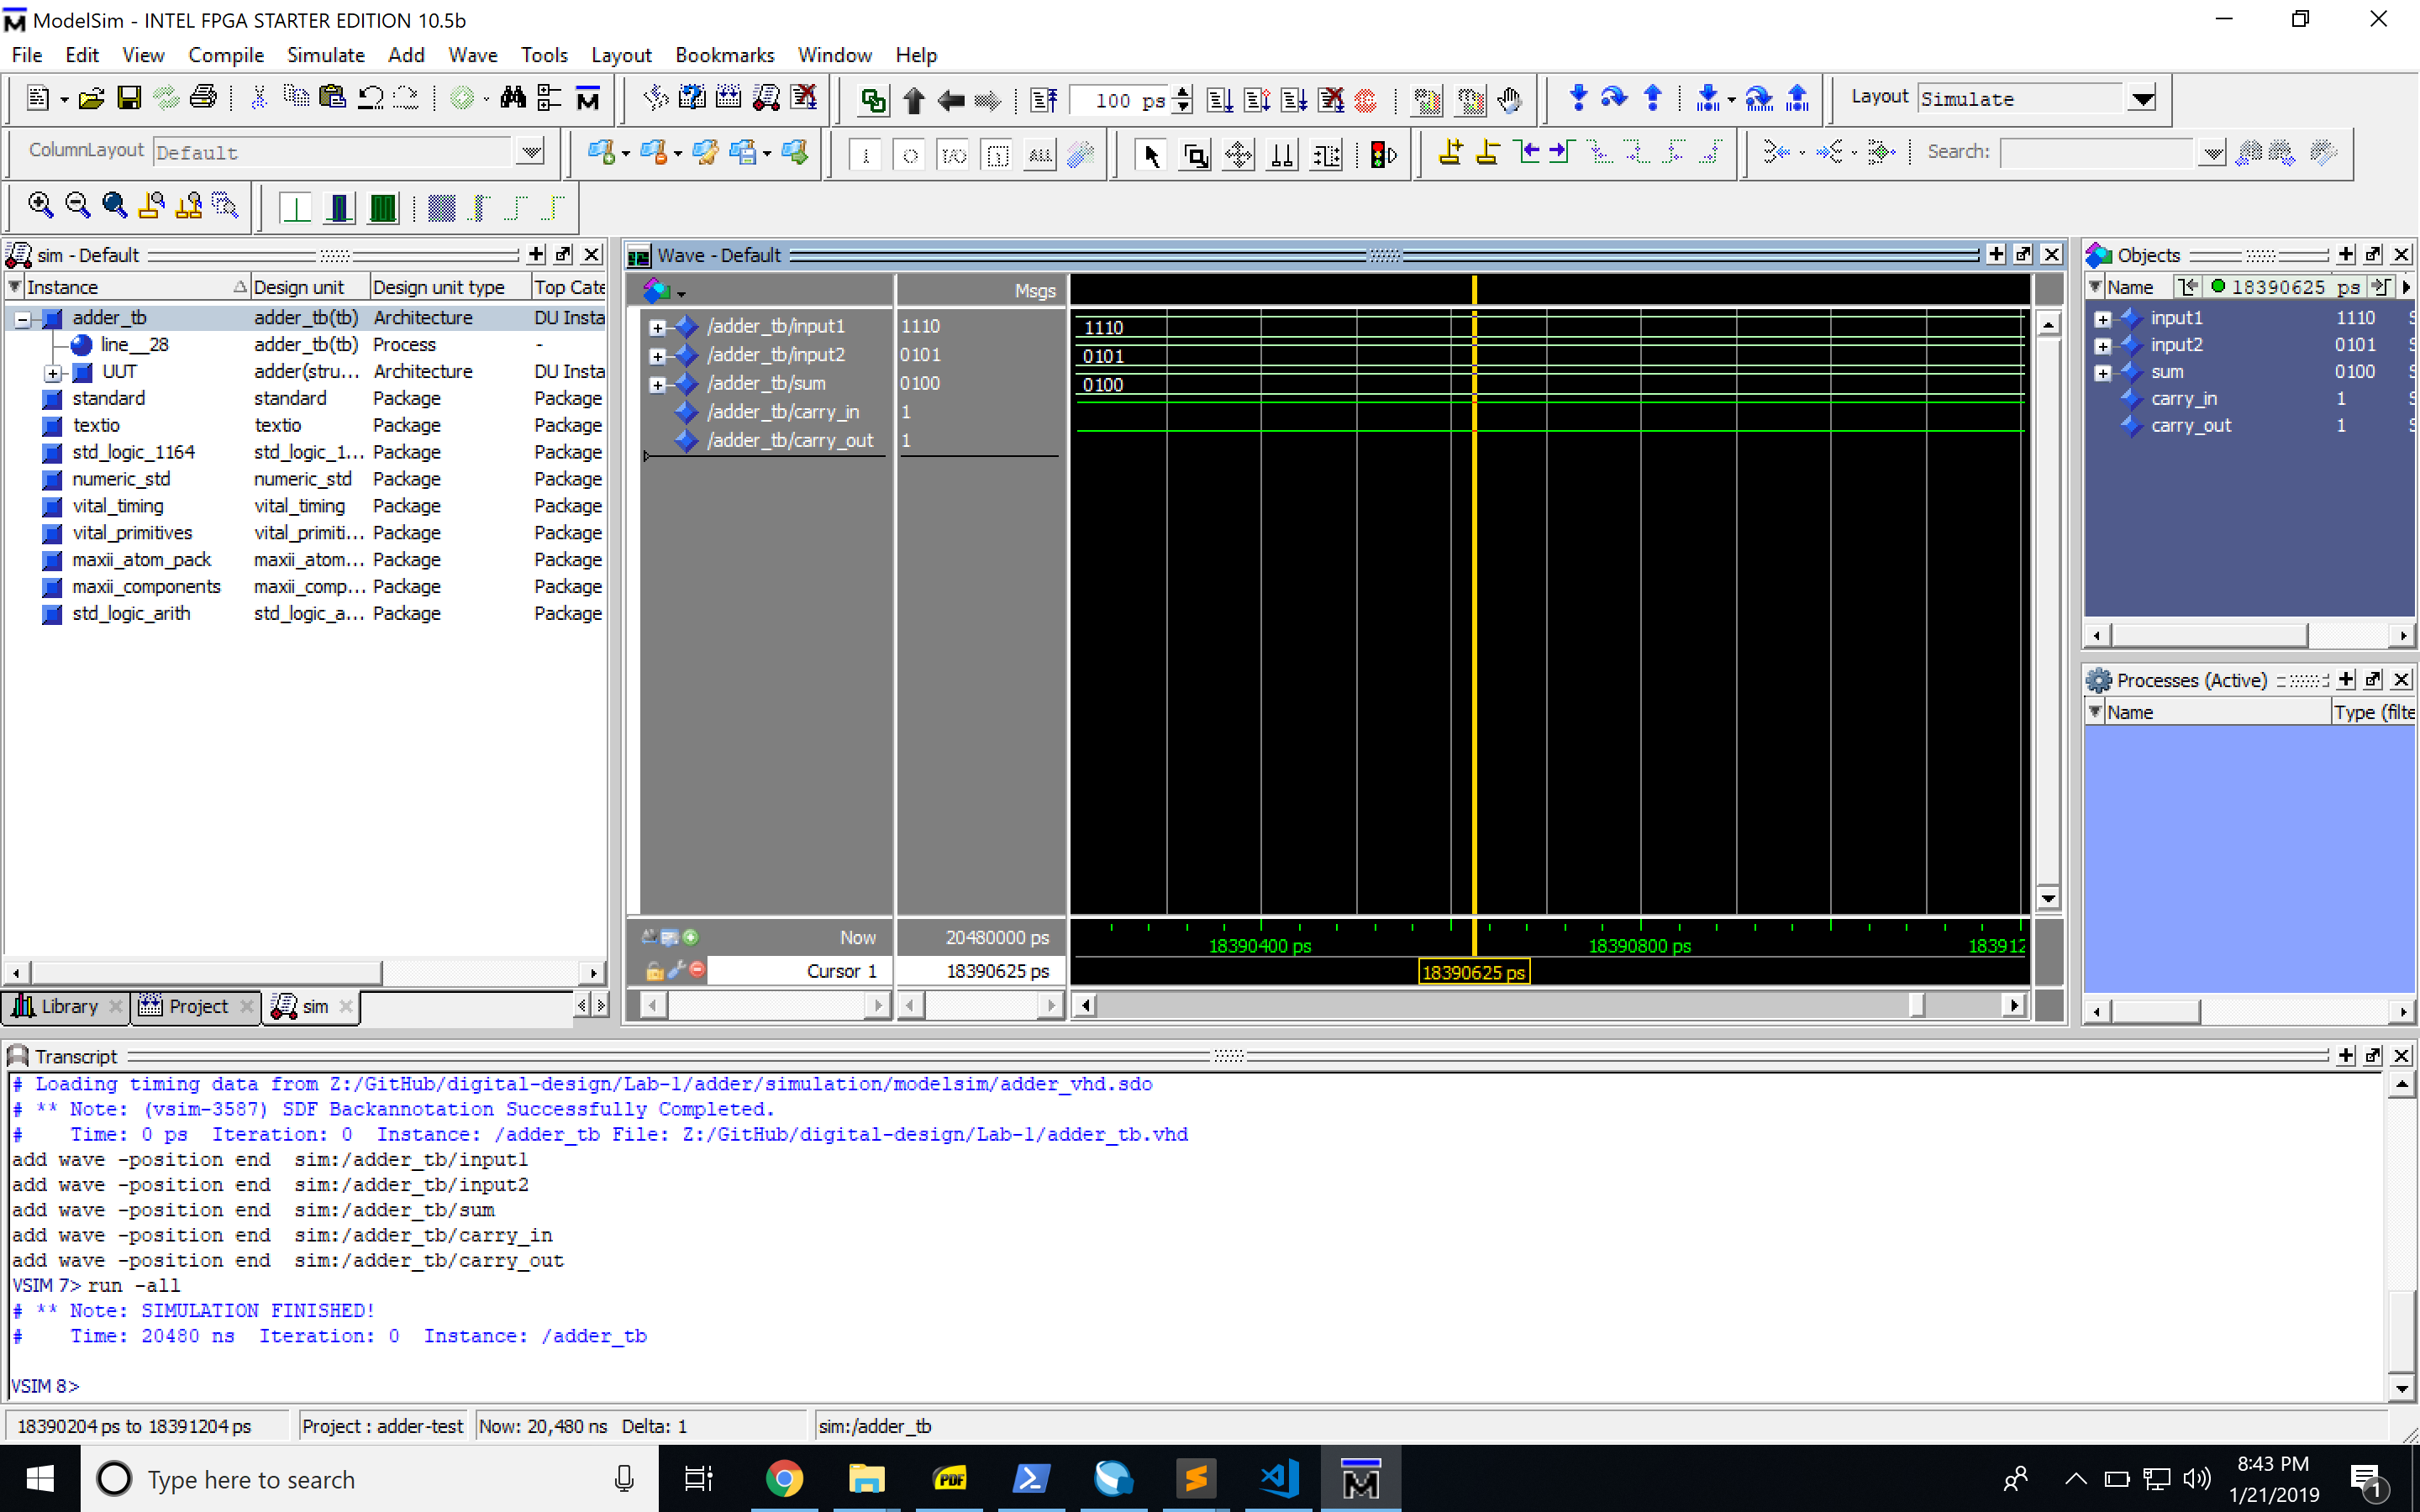 ModelSim - INTEL FPGA STARTER EDITION 10.5b
File Edit View Compile Simulate Add Wave Tools Layout Bookmarks Window Help
100 ps
Layout Simulate
ColumnLayout Default
Search:
sim - Default
Instance Design unit Design unit type Top Cate
adder_tb adder_tb(tb) Architecture DU Insta
line__28 adder_tb(tb) Process -
UUT adder(stru... Architecture DU Insta
standard standard Package Package
textio textio Package Package
std_logic_1164 std_logic_1... Package Package
numeric_std numeric_std Package Package
vital_timing vital_timing Package Package
vital_primitives vital_primiti... Package Package
maxii_atom_pack maxii_atom... Package Package
maxii_components maxii_comp... Package Package
std_logic_arith std_logic_a... Package Package
Library Project sim
Wave - Default
Msgs
/adder_tb/input1 1110 1110
/adder_tb/input2 0101 0101
/adder_tb/sum 0100 0100
/adder_tb/carry_in 1
/adder_tb/carry_out 1
Now 20480000 ps 18390400 ps 18390800 ps 183912
Cursor 1 18390625 ps 18390625 ps
Objects
Name 18390625 ps
input1 1110 S
input2 0101 S
sum 0100 S
carry_in 1 S
carry_out 1 S
Processes (Active)
Name Type (filte
Transcript
# Loading timing data from Z:/GitHub/digital-design/Lab-1/adder/simulation/modelsim/adder_vhd.sdo
# ** Note: (vsim-3587) SDF Backannotation Successfully Completed.
# Time: 0 ps Iteration: 0 Instance: /adder_tb File: Z:/GitHub/digital-design/Lab-1/adder_tb.vhd
add wave -position end sim:/adder_tb/input1
add wave -position end sim:/adder_tb/input2
add wave -position end sim:/adder_tb/sum
add wave -position end sim:/adder_tb/carry_in
add wave -position end sim:/adder_tb/carry_out
VSIM 7> run -all
# ** Note: SIMULATION FINISHED!
# Time: 20480 ns Iteration: 0 Instance: /adder_tb
VSIM 8>
18390204 ps to 18391204 ps Project : adder-test Now: 20,480 ns Delta: 1 sim:/adder_tb
Type here to search
PDF
8:43 PM
1/21/2019
1